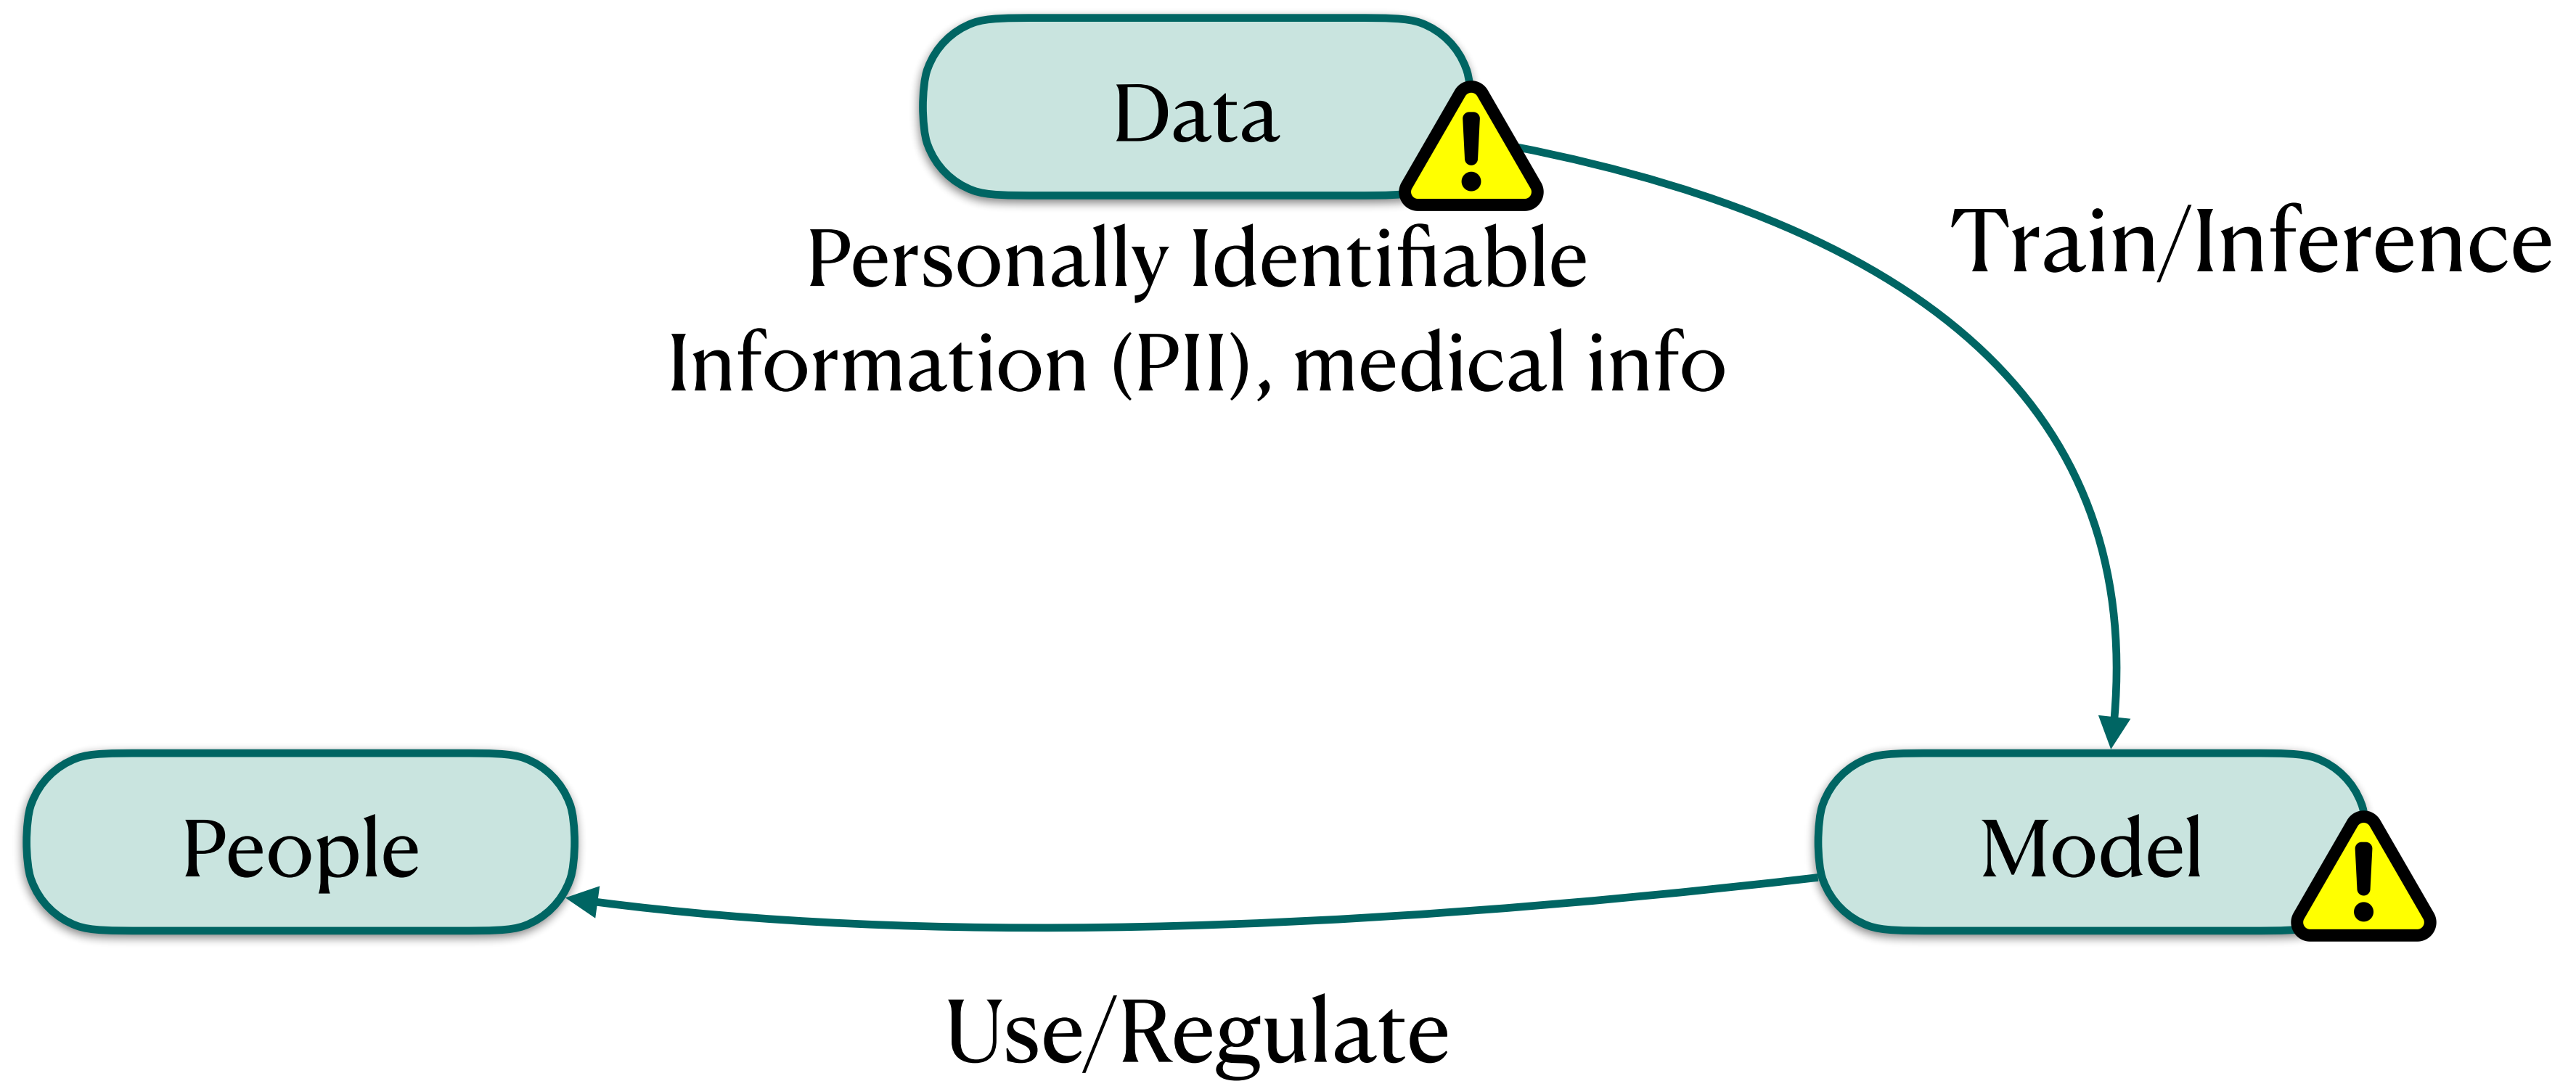 Data
Personally Identifiable
Information (PII), medical info
Train/Inference
People
Model
Use/Regulate